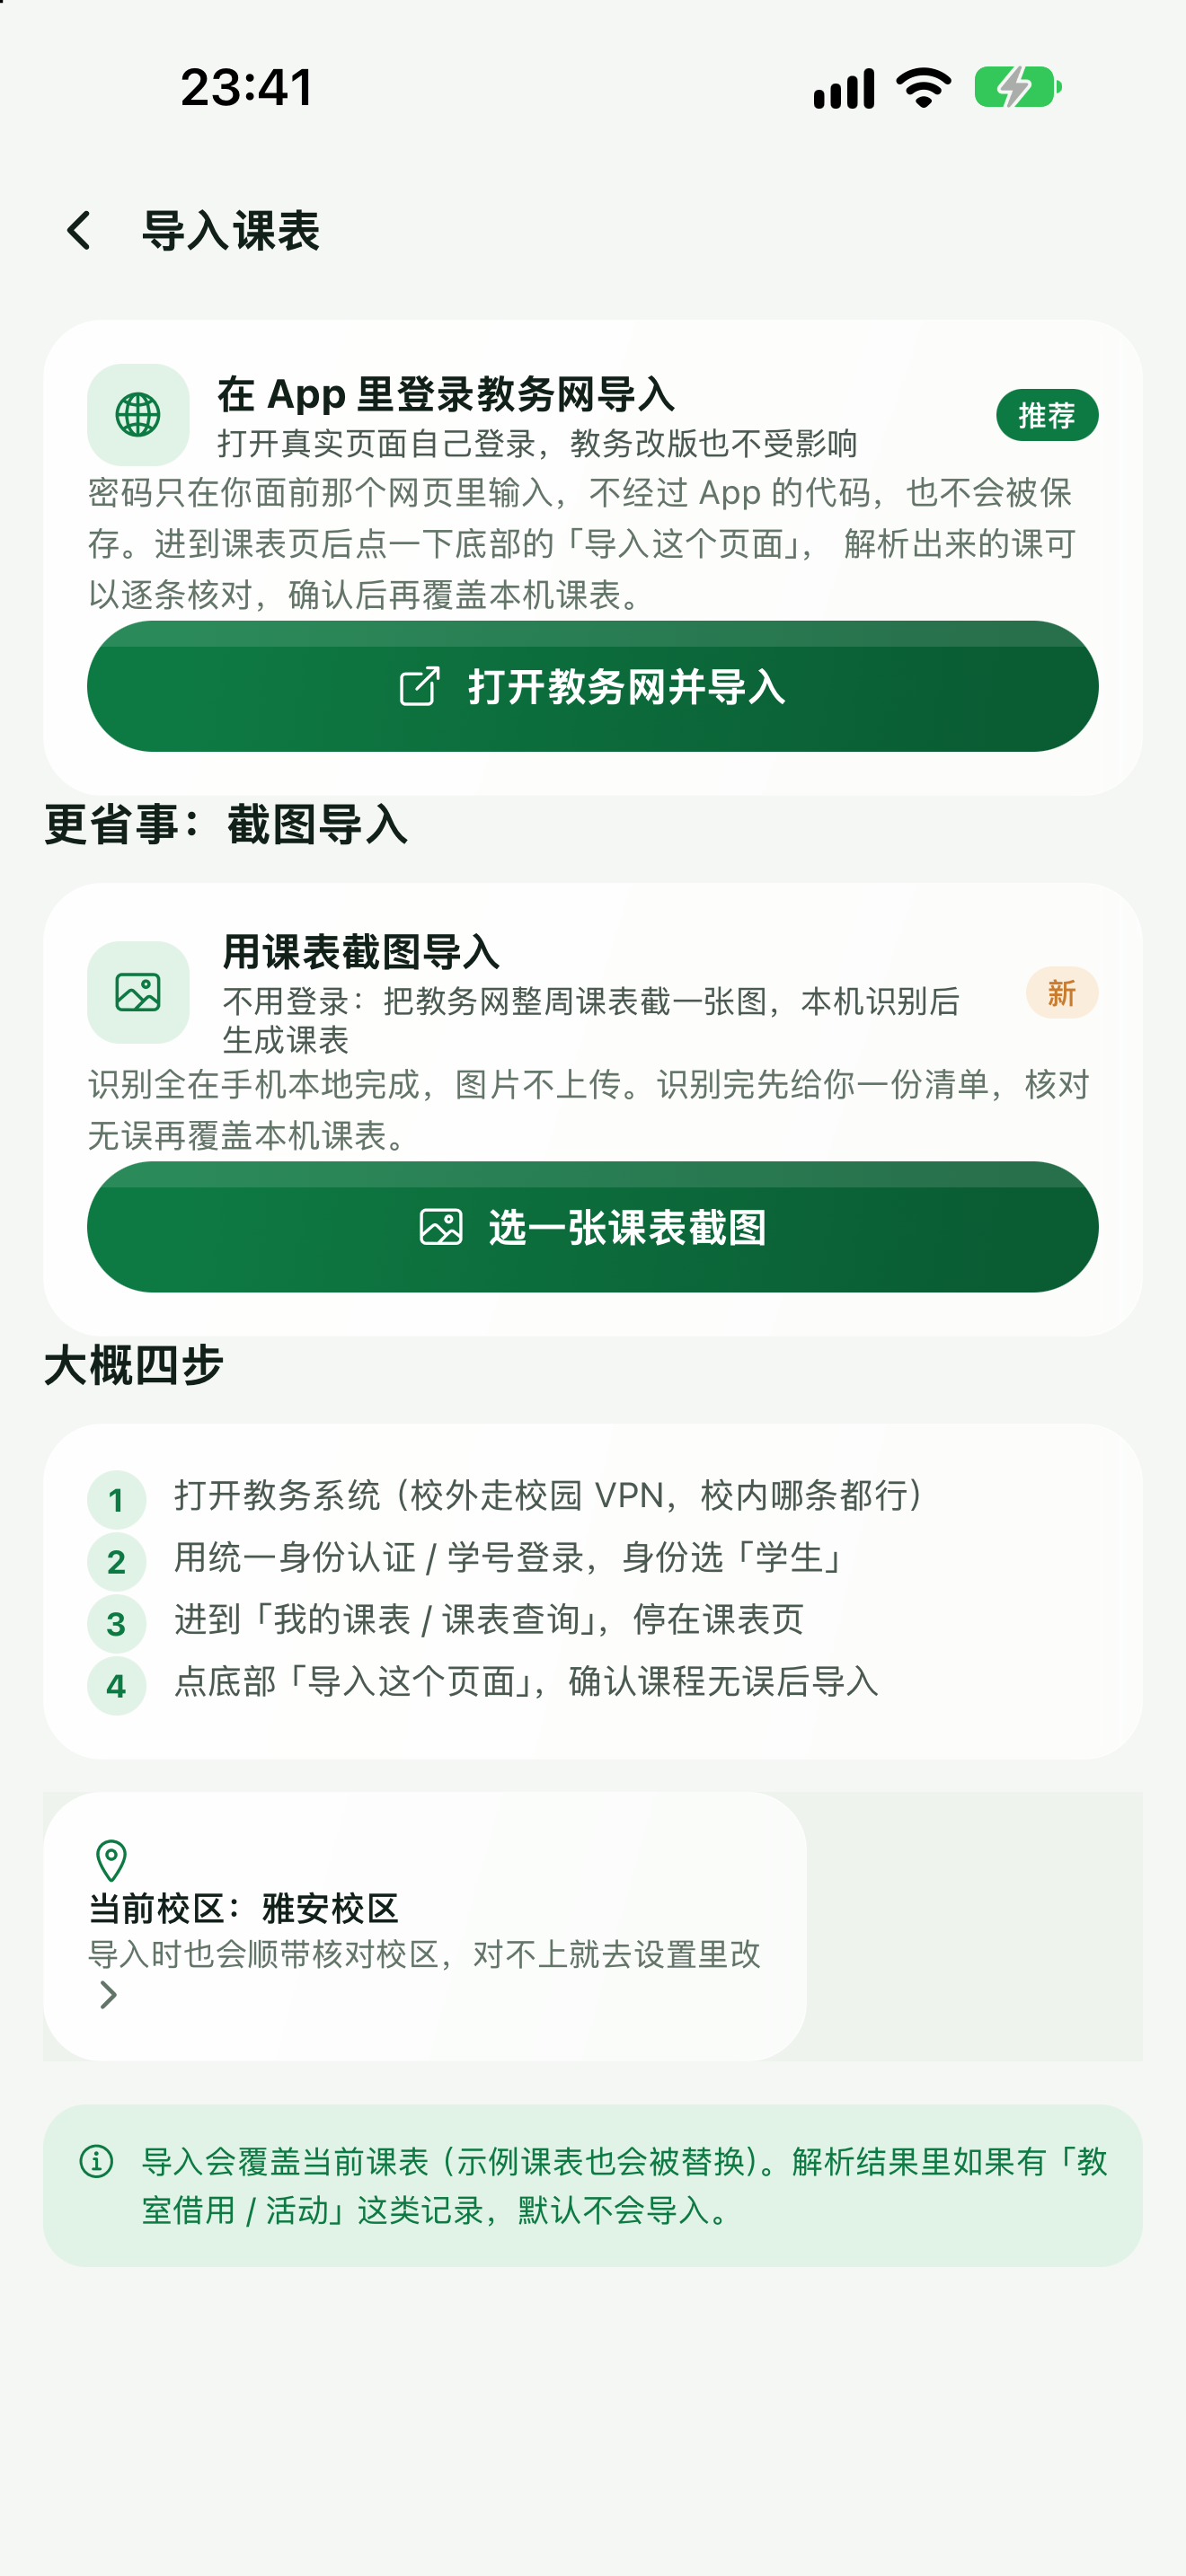 23:41
导入课表
在 App 里登录教务网导入
打开真实页面自己登录，教务改版也不受影响
推荐
密码只在你面前那个网页里输入，不经过 App 的代码，也不会被保
存。进到课表页后点一下底部的「导入这个页面」， 解析出来的课可
以逐条核对，确认后再覆盖本机课表。
打开教务网并导入
更省事：截图导入
用课表截图导入
不用登录：把教务网整周课表截一张图，本机识别后
生成课表
新
识别全在手机本地完成，图片不上传。识别完先给你一份清单，核对
无误再覆盖本机课表。
选一张课表截图
大概四步
1 打开教务系统（校外走校园 VPN，校内哪条都行）
2 用统一身份认证 / 学号登录，身份选「学生」
3 进到「我的课表 / 课表查询」，停在课表页
4 点底部「导入这个页面」，确认课程无误后导入
当前校区：雅安校区
导入时也会顺带核对校区，对不上就去设置里改
导入会覆盖当前课表（示例课表也会被替换）。解析结果里如果有「教
室借用 / 活动」这类记录，默认不会导入。